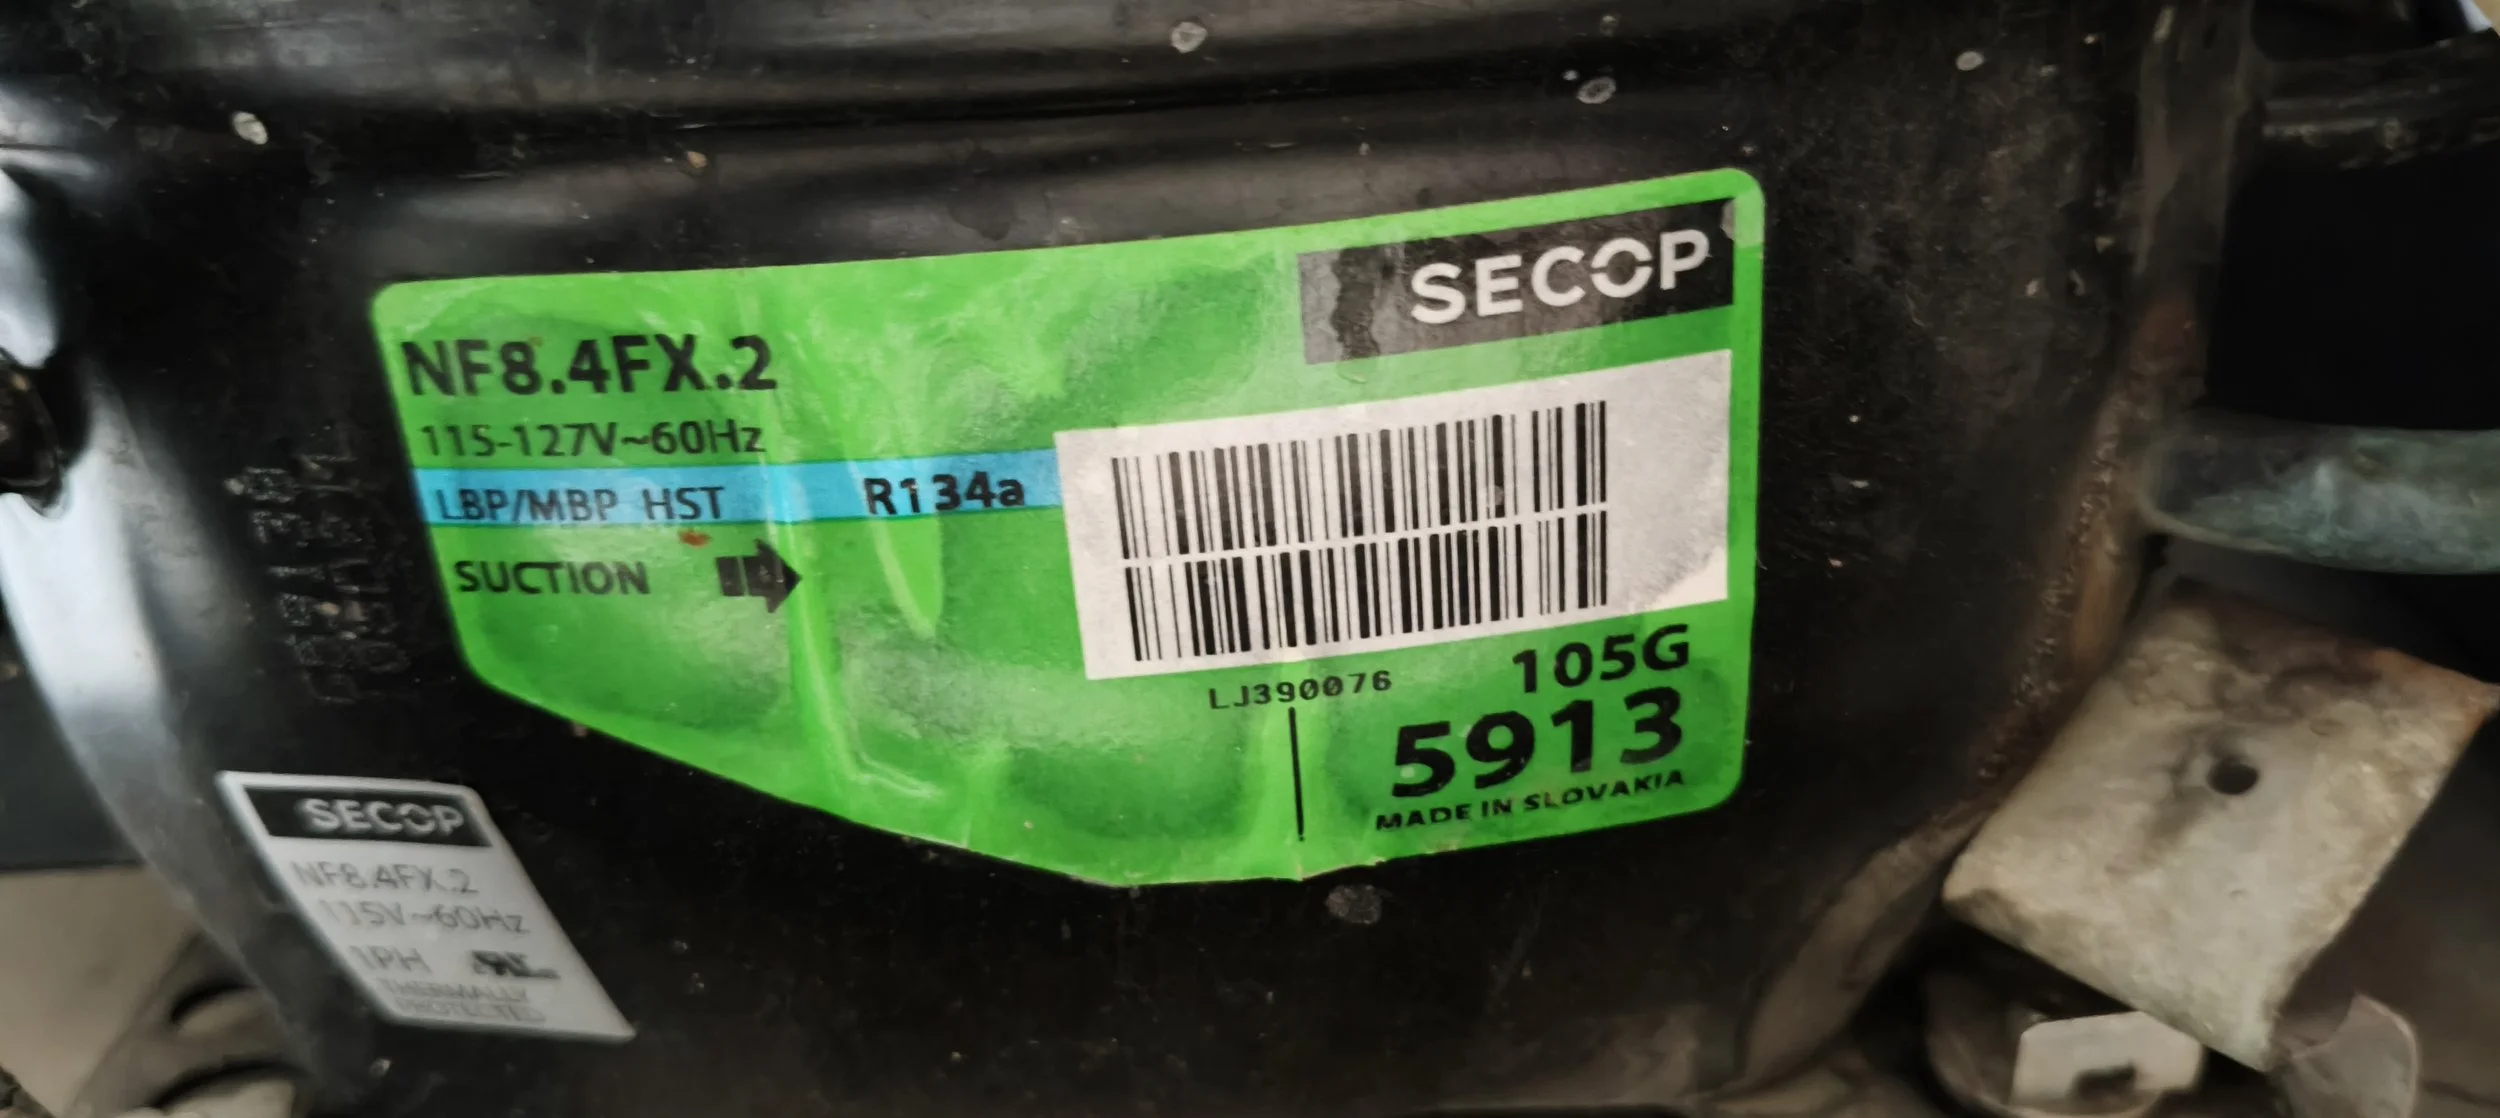 SECOP
NF8.4FX.2
115-127V~60Hz
LBP/MBP HST R134a
SUCTION
LJ390076
105G
5913
MADE IN SLOVAKIA
SECOP
NF8.4FX.2
115V~60Hz
1PH
THERMALLY
PROTECTED